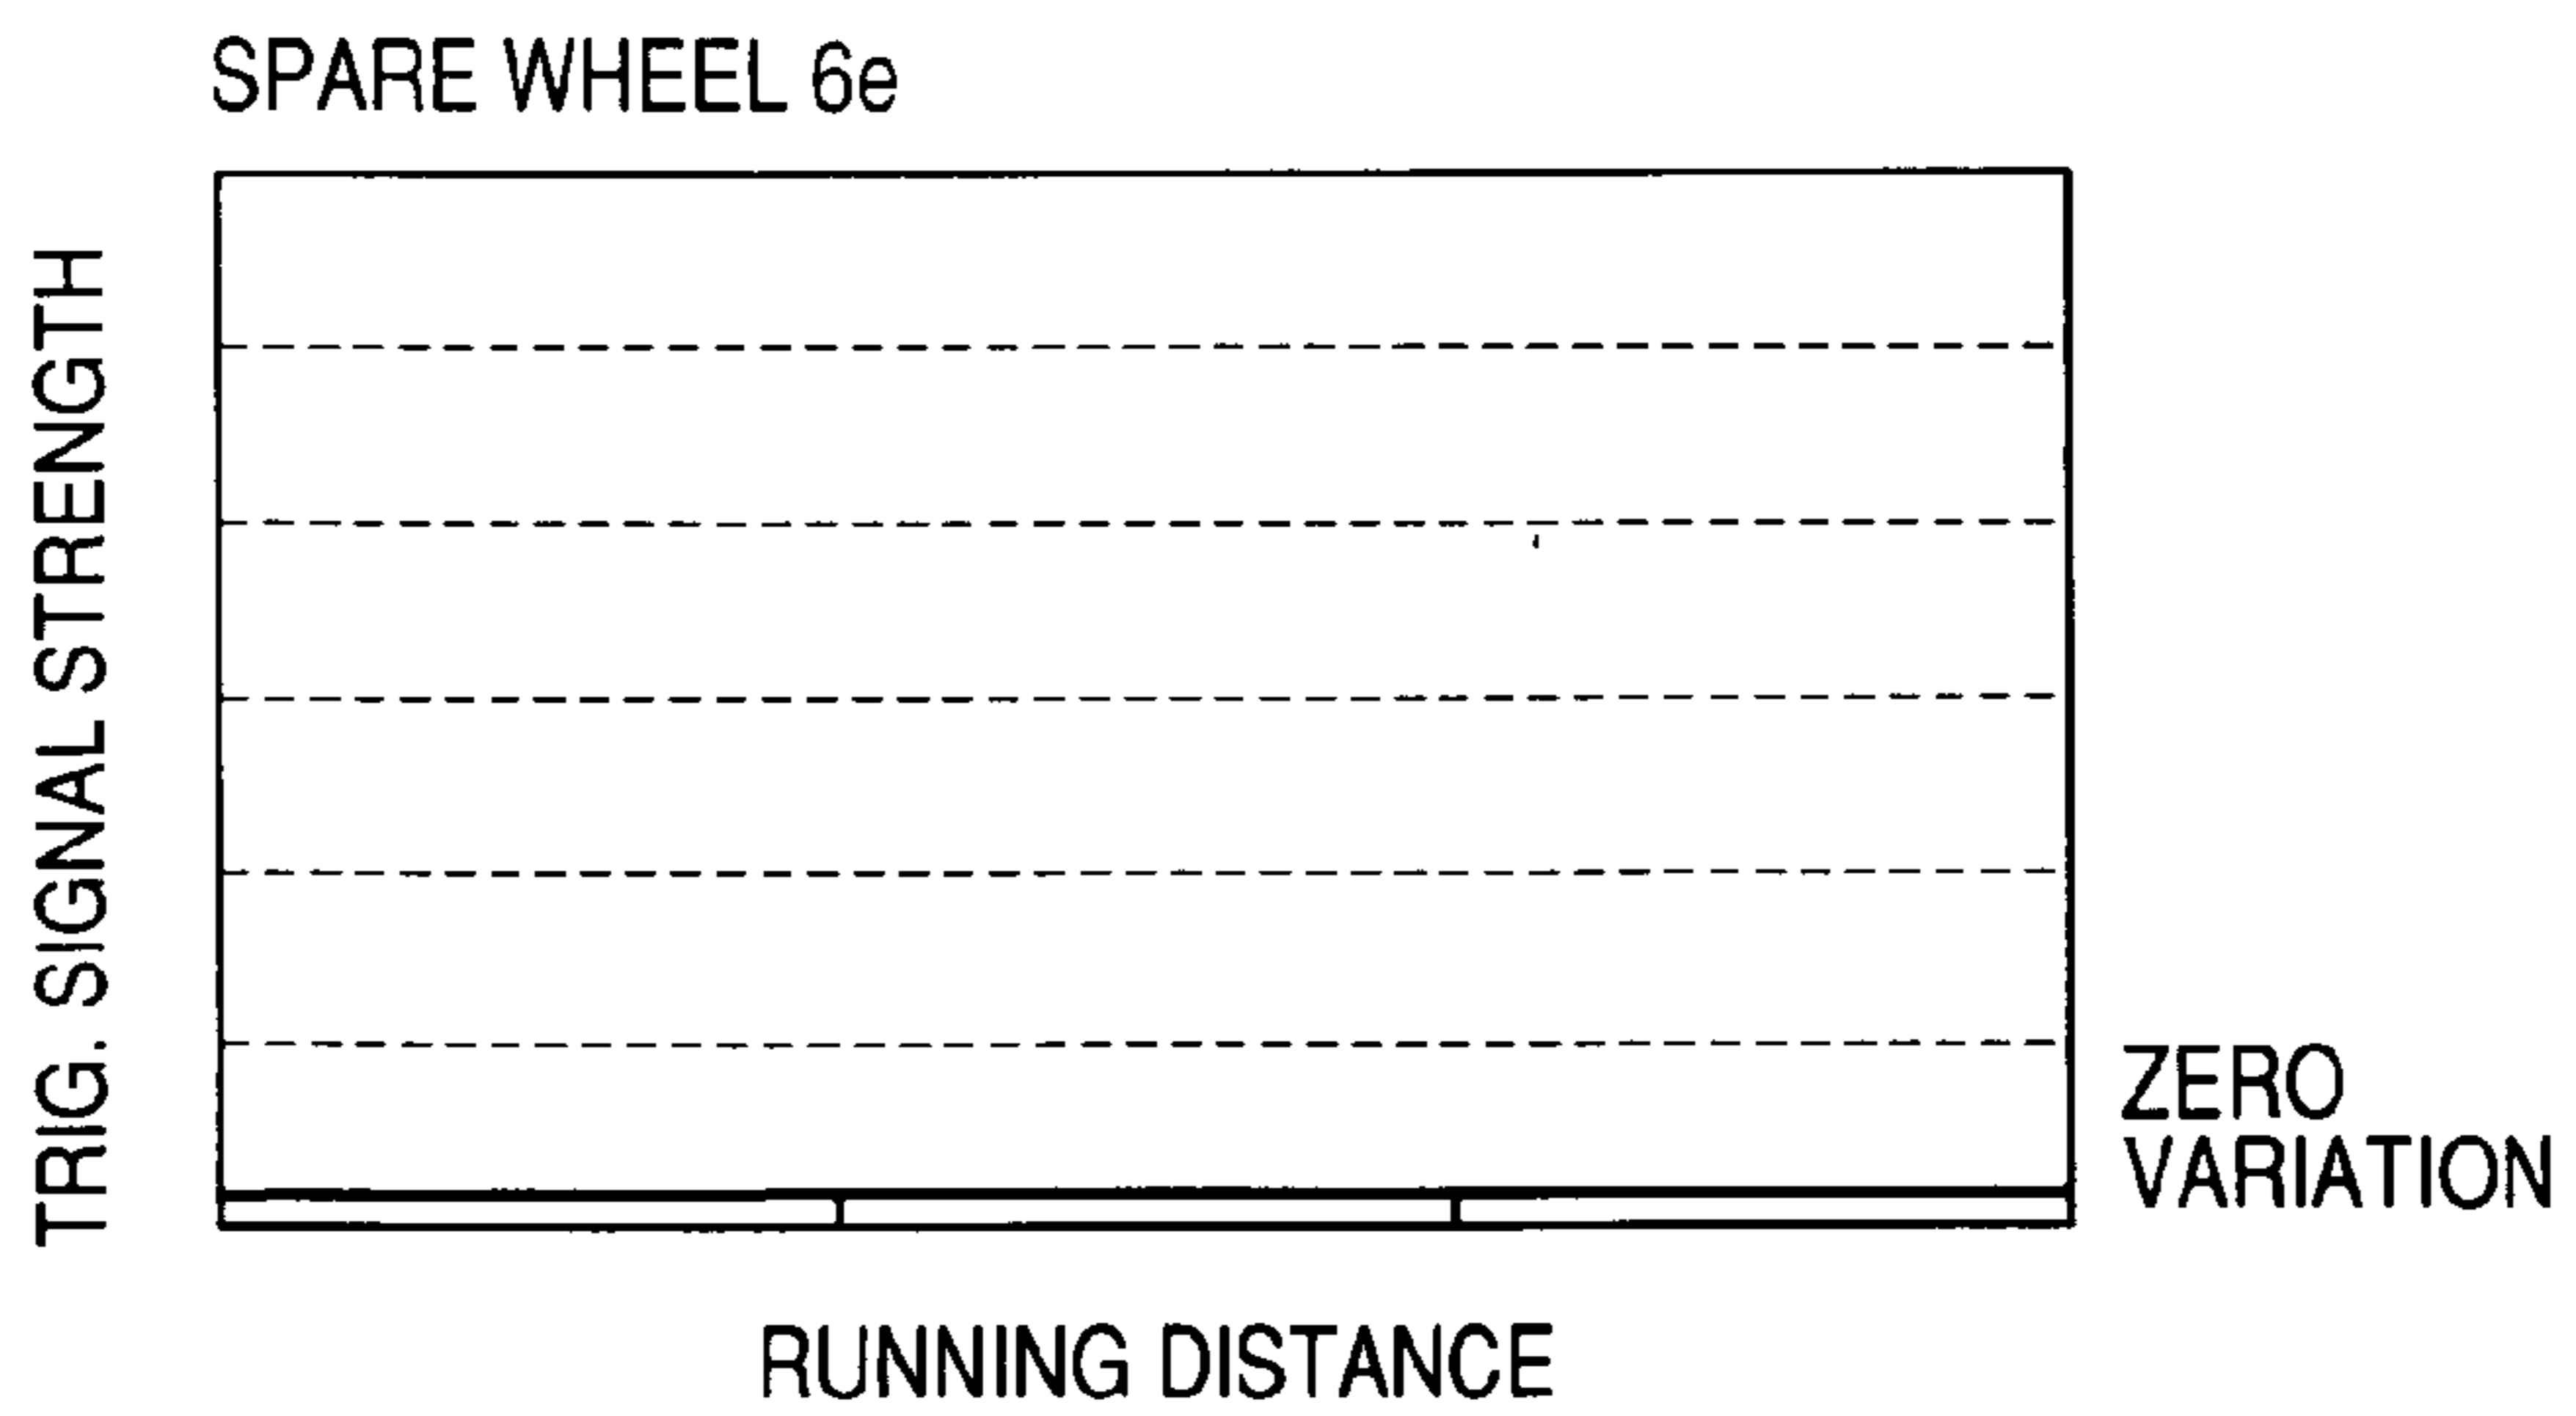 SPARE WHEEL 6e
TRIG. SIGNAL STRENGTH
ZERO
VARIATION
RUNNING DISTANCE